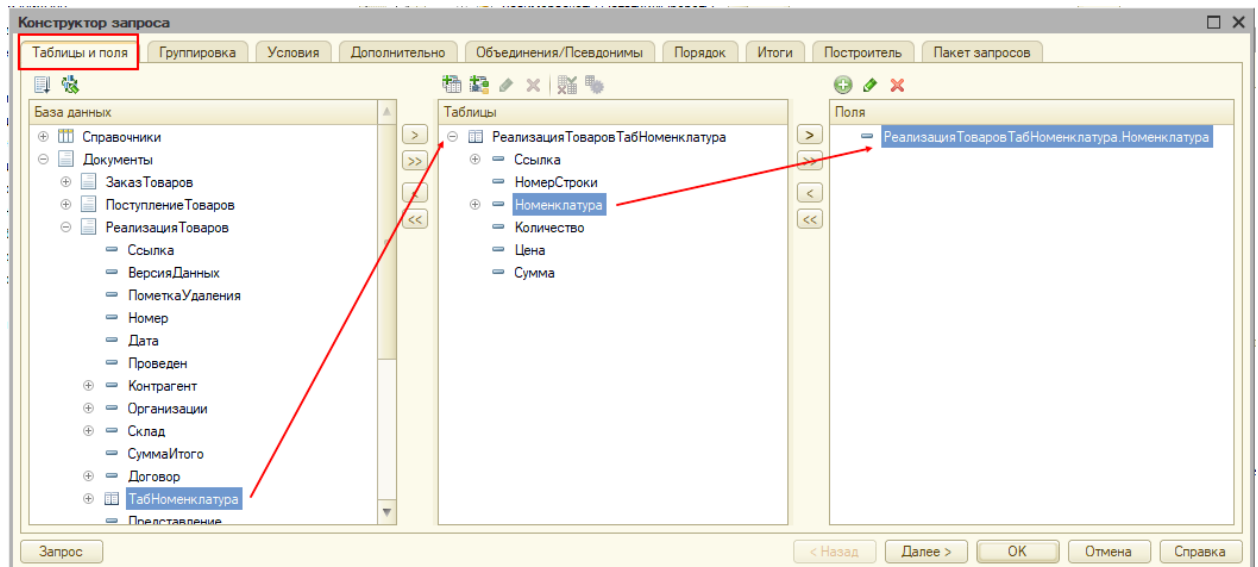 Конструктор запроса
Таблицы и поля Группировка Условия Дополнительно Объединения/Псевдонимы Порядок Итоги Построитель Пакет запросов
База данных
Справочники
Документы
ЗаказТоваров
ПоступлениеТоваров
РеализацияТоваров
Ссылка
ВерсияДанных
ПометкаУдаления
Номер
Дата
Проведен
Контрагент
Организации
Склад
СуммаИтого
Договор
ТабНоменклатура
Представление
>
>>
<
<<
Таблицы
РеализацияТоваровТабНоменклатура
Ссылка
НомерСтроки
Номенклатура
Количество
Цена
Сумма
>
>>
<
<<
Поля
РеализацияТоваровТабНоменклатура.Номенклатура
Запрос < Назад Далее > OK Отмена Справка